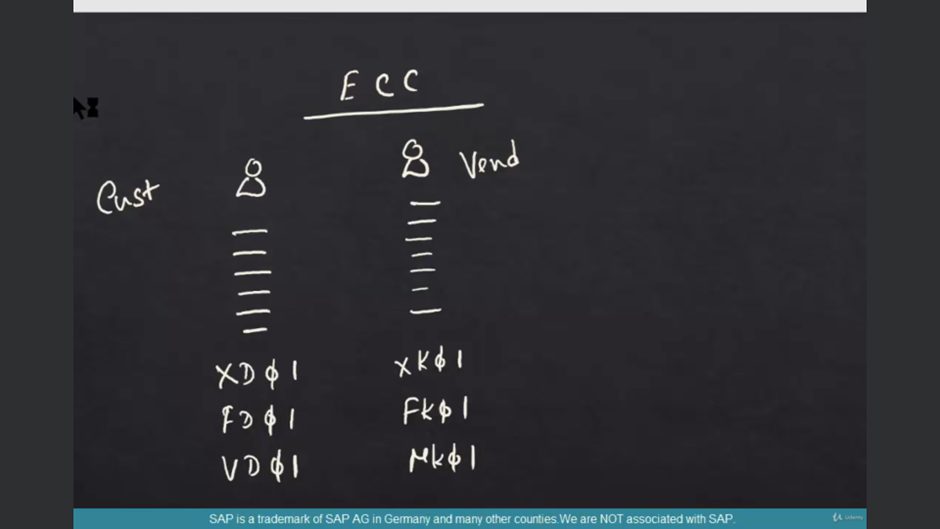 ECC
Cust
Vend
XDφ1 XKφ1
FDφ1 FKφ1
VDφ1 MKφ1
SAP is a trademark of SAP AG in Germany and many other counties.We are NOT associated with SAP.
Udemy